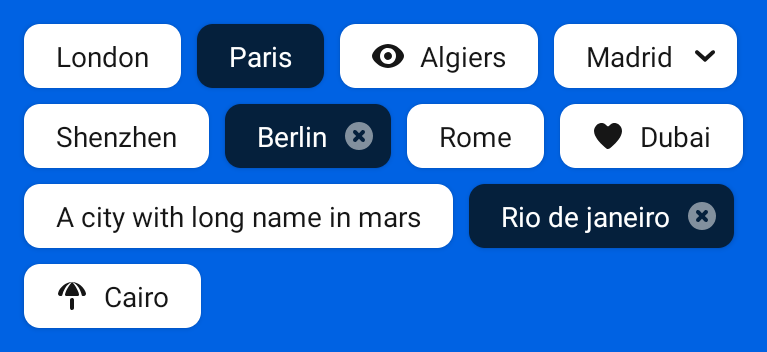 London Paris Algiers Madrid
Shenzhen Berlin Rome Dubai
A city with long name in mars Rio de janeiro
Cairo